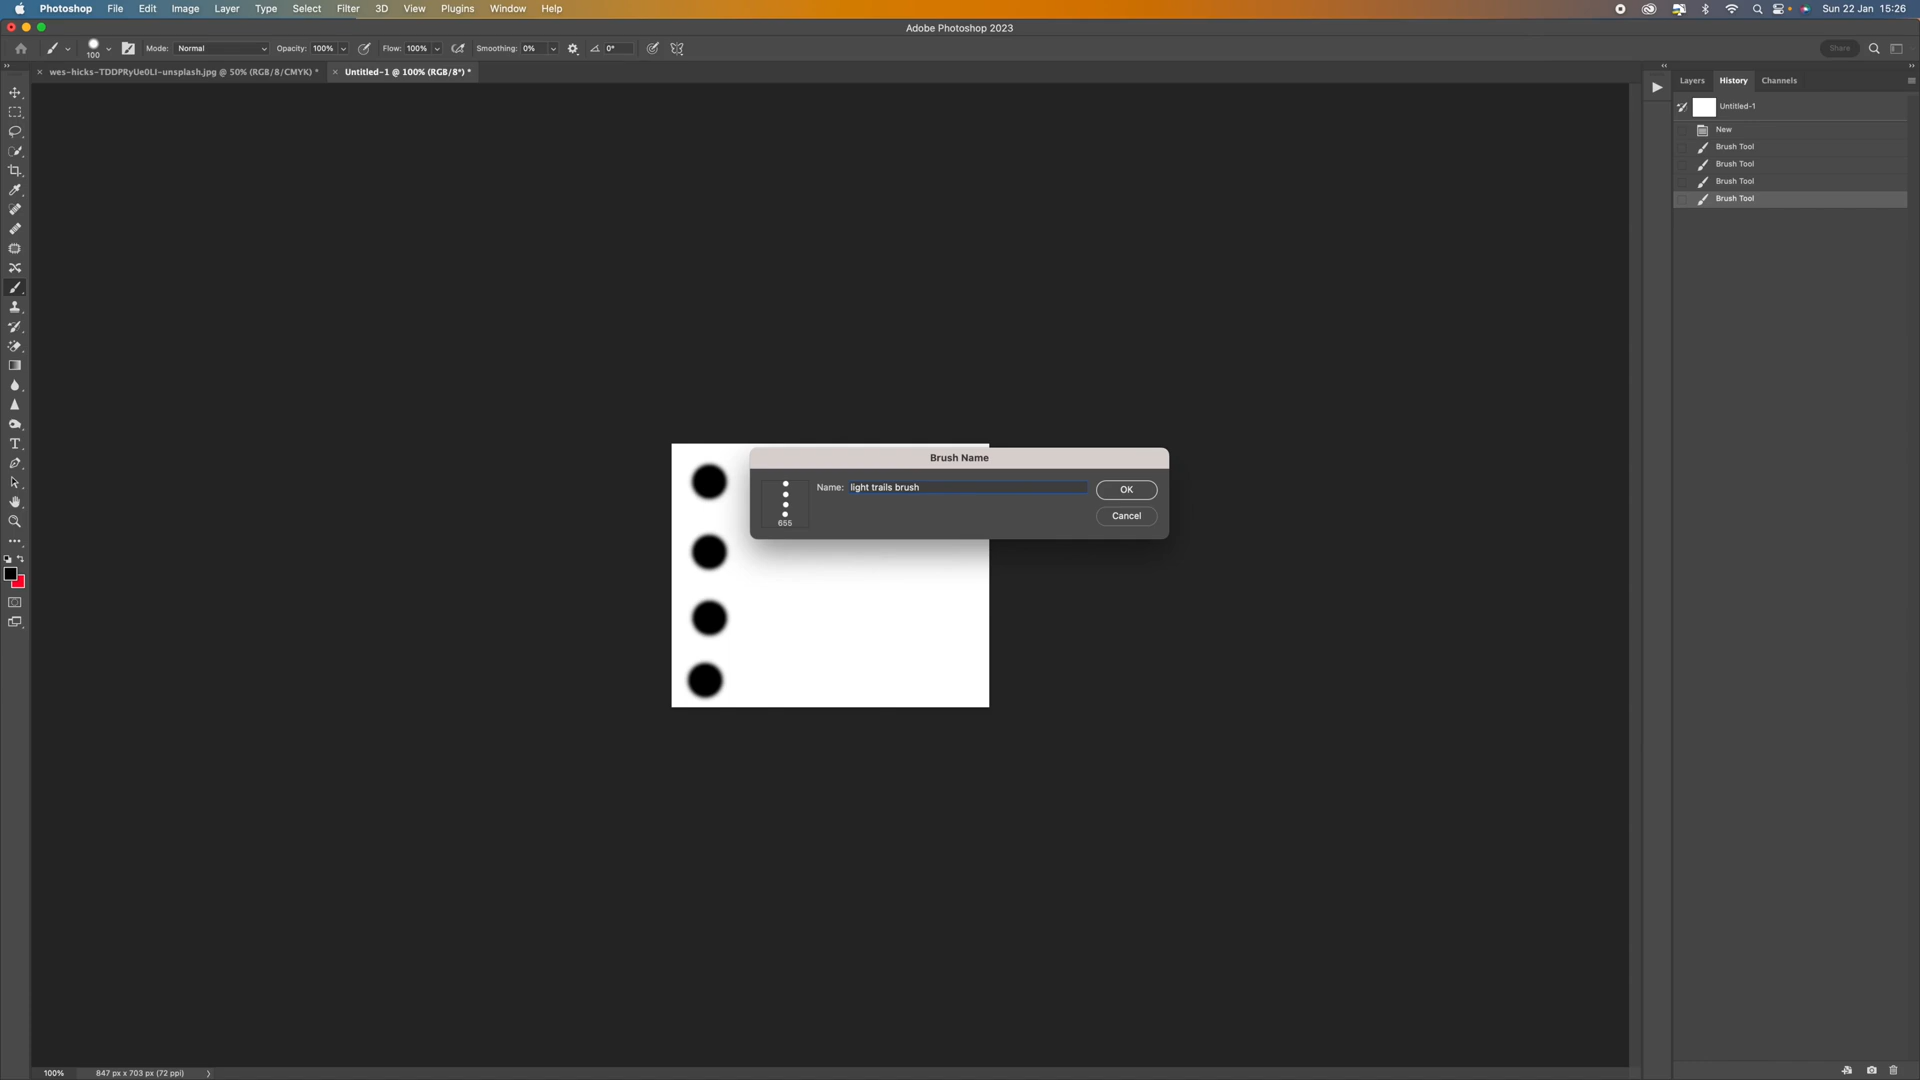 Photoshop File Edit Image Layer Type Select Filter 3D View Plugins Window Help Sun 22 Jan 15:26
Adobe Photoshop 2023
100 Mode: Normal Opacity: 100% Flow: 100% Smoothing: 0% 0° Share
wes-hicks-TDDPRyUe0LI-unsplash.jpg @ 50% (RGB/8/CMYK) * Untitled-1 @ 100% (RGB/8*) *
Layers History Channels
Untitled-1
New
Brush Tool
Brush Tool
Brush Tool
Brush Tool
Brush Name
Name: light trails brush OK
Cancel
655
100% 847 px x 703 px (72 ppi)